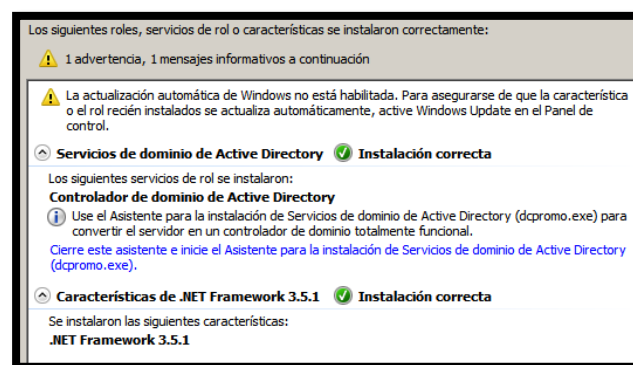 Los siguientes roles, servicios de rol o características se instalaron correctamente:
1 advertencia, 1 mensajes informativos a continuación
La actualización automática de Windows no está habilitada. Para asegurarse de que la característica
o el rol recién instalados se actualiza automáticamente, active Windows Update en el Panel de
control.
Servicios de dominio de Active Directory Instalación correcta
Los siguientes servicios de rol se instalaron:
Controlador de dominio de Active Directory
Use el Asistente para la instalación de Servicios de dominio de Active Directory (dcpromo.exe) para
convertir el servidor en un controlador de dominio totalmente funcional.
Cierre este asistente e inicie el Asistente para la instalación de Servicios de dominio de Active Directory
(dcpromo.exe).
Características de .NET Framework 3.5.1 Instalación correcta
Se instalaron las siguientes características:
.NET Framework 3.5.1